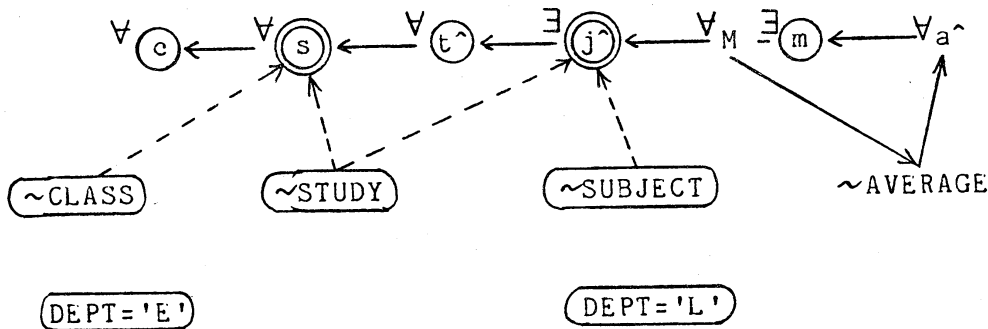 ∀ c ∀ s ∀ t^ ∃ j^ ∀ M ∃ m ∀ a^
~CLASS ~STUDY ~SUBJECT ~AVERAGE
DEPT='E' DEPT='L'